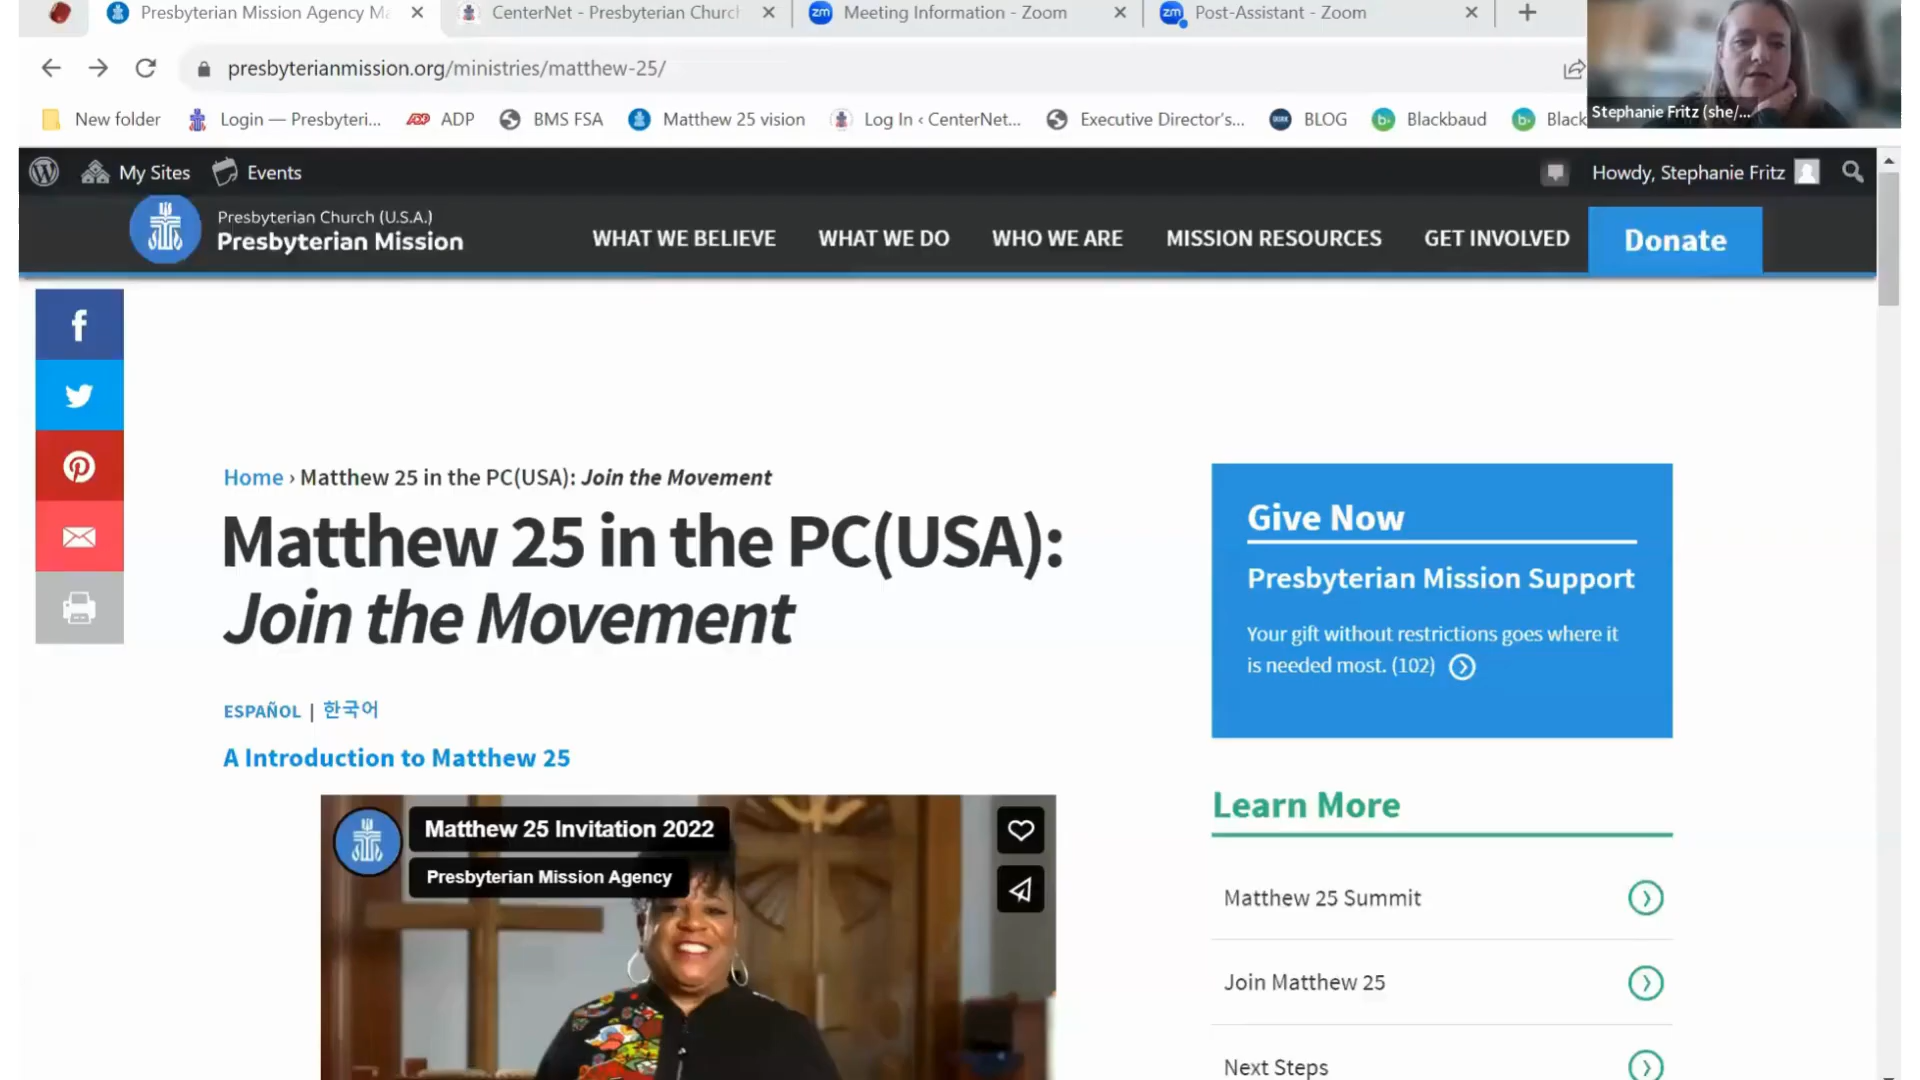 Presbyterian Mission Agency Ma
CenterNet - Presbyterian Church
zm Meeting Information - Zoom
zm Post-Assistant - Zoom
presbyterianmission.org/ministries/matthew-25/
Stephanie Fritz (she/...
New folder
Login — Presbyteri...
ADP
BMS FSA
Matthew 25 vision
Log In ‹ CenterNet...
Executive Director's...
BLOG
Blackbaud
Black
My Sites
Events
Howdy, Stephanie Fritz
Presbyterian Church (U.S.A.)
Presbyterian Mission
WHAT WE BELIEVE
WHAT WE DO
WHO WE ARE
MISSION RESOURCES
GET INVOLVED
Donate
Home › Matthew 25 in the PC(USA): Join the Movement
Matthew 25 in the PC(USA):
Join the Movement
ESPAÑOL | 한국어
A Introduction to Matthew 25
Matthew 25 Invitation 2022
Presbyterian Mission Agency
Give Now
Presbyterian Mission Support
Your gift without restrictions goes where it
is needed most. (102)
Learn More
Matthew 25 Summit
Join Matthew 25
Next Steps